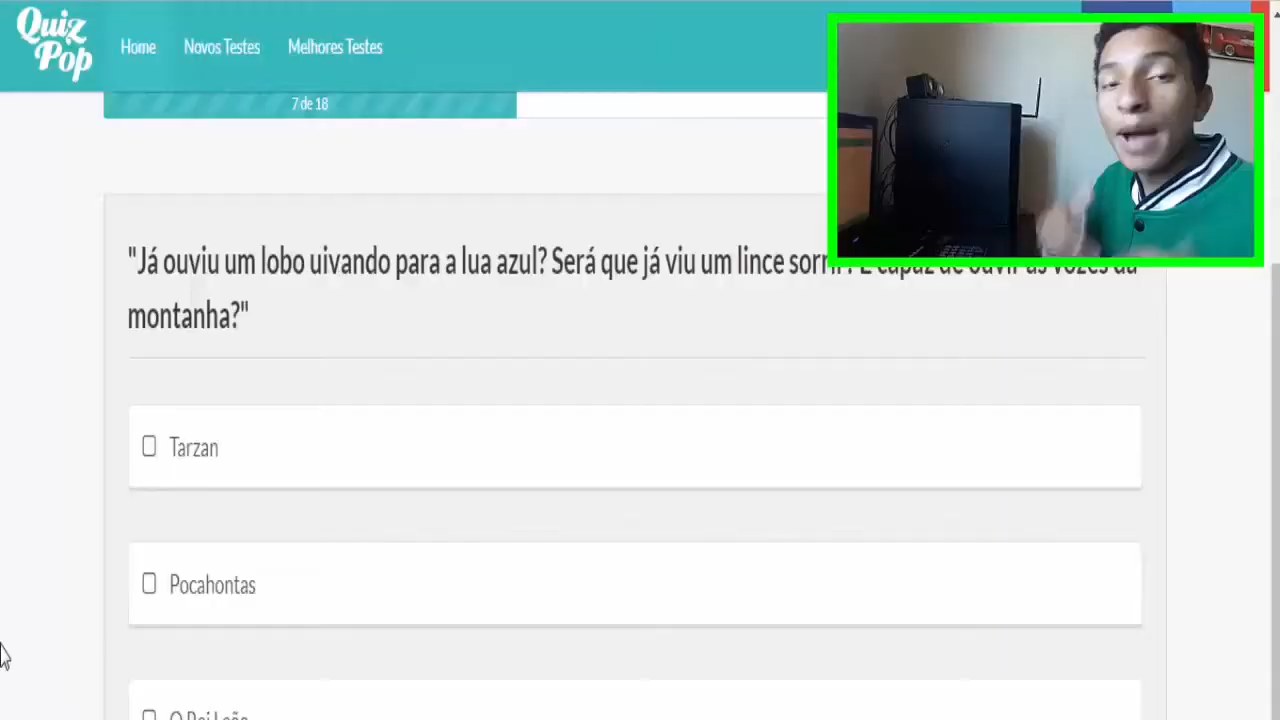 Quiz
Pop
Home
Novos Testes
Melhores Testes
7 de 18
"Já ouviu um lobo uivando para a lua azul? Será que já viu um lince
montanha?"
Tarzan
Pocahontas